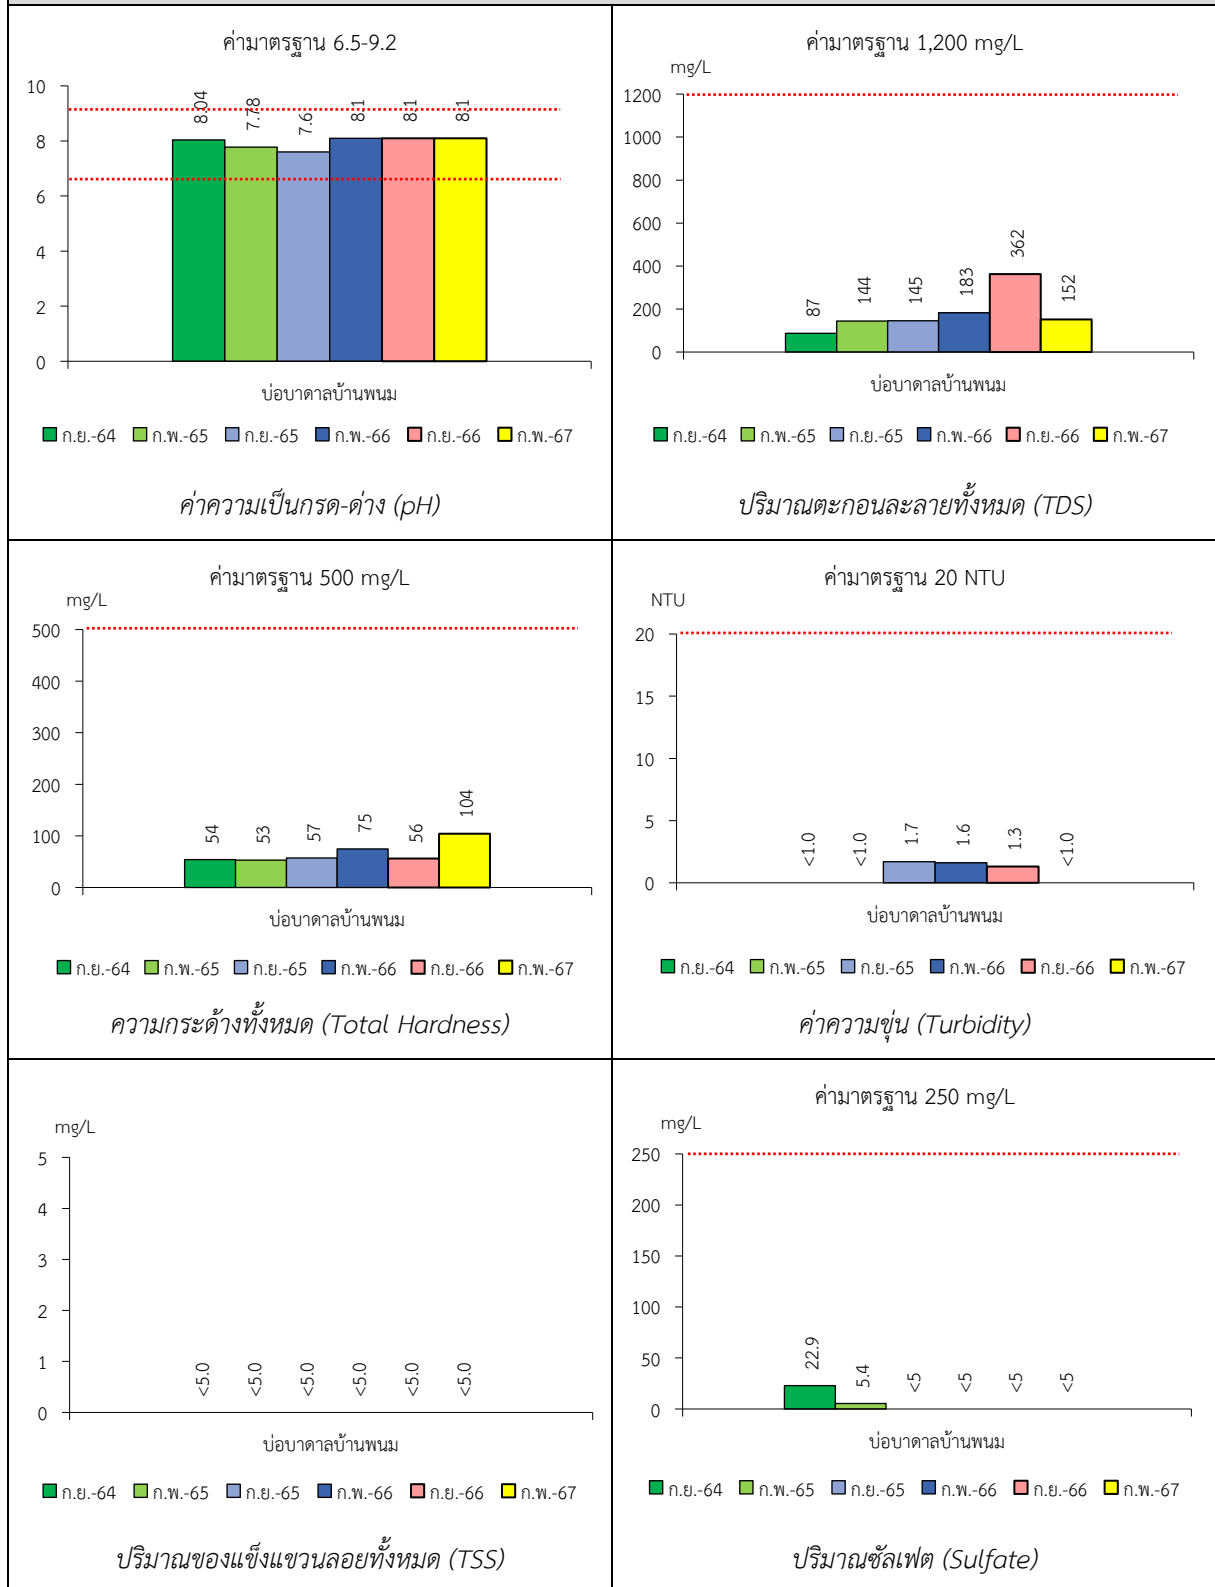 ค่ามาตรฐาน 6.5-9.2
10
8
6
4
2
0
8.04
7.78
7.6
8.1
8.1
8.1
บ่อบาดาลบ้านพนม
ก.ย.-64 ก.พ.-65 ก.ย.-65 ก.พ.-66 ก.ย.-66 ก.พ.-67
ค่าความเป็นกรด-ด่าง (pH)
ค่ามาตรฐาน 1,200 mg/L
mg/L
1200
1000
800
600
400
200
0
87
144
145
183
362
152
บ่อบาดาลบ้านพนม
ก.ย.-64 ก.พ.-65 ก.ย.-65 ก.พ.-66 ก.ย.-66 ก.พ.-67
ปริมาณตะกอนละลายทั้งหมด (TDS)
ค่ามาตรฐาน 500 mg/L
mg/L
500
400
300
200
100
0
54
53
57
75
56
104
บ่อบาดาลบ้านพนม
ก.ย.-64 ก.พ.-65 ก.ย.-65 ก.พ.-66 ก.ย.-66 ก.พ.-67
ความกระด้างทั้งหมด (Total Hardness)
ค่ามาตรฐาน 20 NTU
NTU
20
15
10
5
0
<1.0
<1.0
1.7
1.6
1.3
<1.0
บ่อบาดาลบ้านพนม
ก.ย.-64 ก.พ.-65 ก.ย.-65 ก.พ.-66 ก.ย.-66 ก.พ.-67
ค่าความขุ่น (Turbidity)
mg/L
5
4
3
2
1
0
<5.0
<5.0
<5.0
<5.0
<5.0
<5.0
บ่อบาดาลบ้านพนม
ก.ย.-64 ก.พ.-65 ก.ย.-65 ก.พ.-66 ก.ย.-66 ก.พ.-67
ปริมาณของแข็งแขวนลอยทั้งหมด (TSS)
ค่ามาตรฐาน 250 mg/L
mg/L
250
200
150
100
50
0
22.9
5.4
<5
<5
<5
<5
บ่อบาดาลบ้านพนม
ก.ย.-64 ก.พ.-65 ก.ย.-65 ก.พ.-66 ก.ย.-66 ก.พ.-67
ปริมาณซัลเฟต (Sulfate)